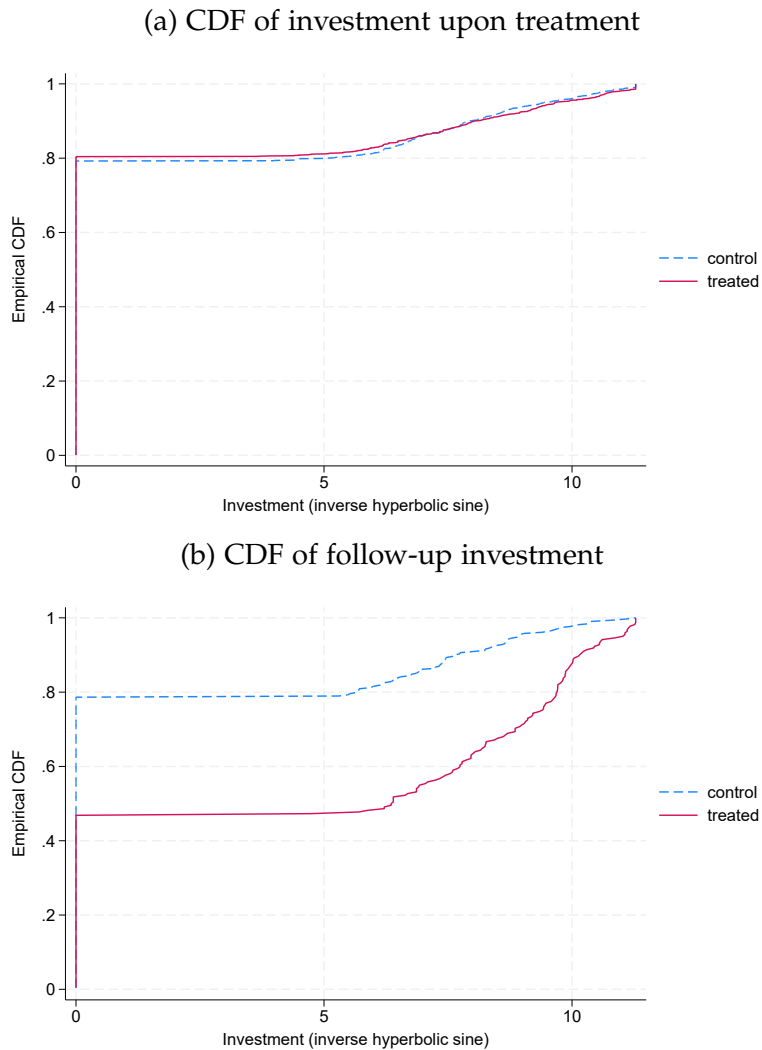 (a) CDF of investment upon treatment
1
.8
.6
.4
.2
0
Empirical CDF
0 5 10
Investment (inverse hyperbolic sine)
control
treated
(b) CDF of follow-up investment
1
.8
.6
.4
.2
0
Empirical CDF
0 5 10
Investment (inverse hyperbolic sine)
control
treated